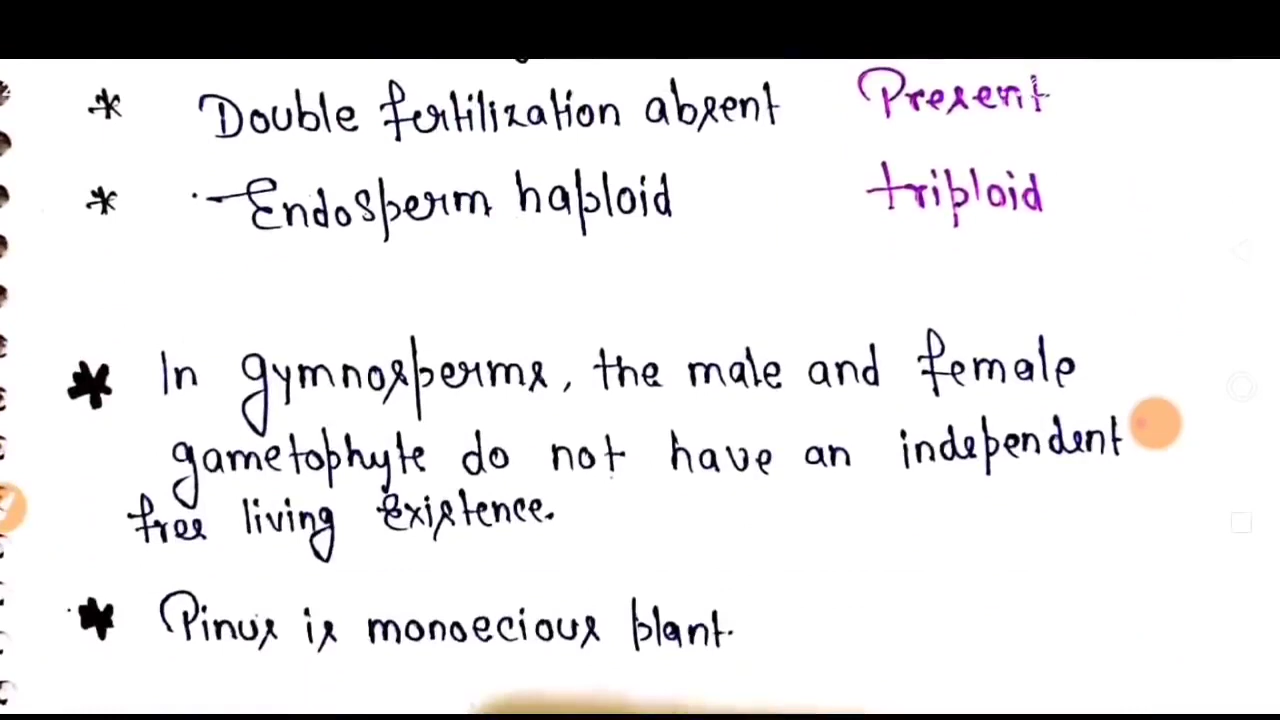 * Double fertilization absent Present
* Endosperm haploid triploid
* In gymnosperms, the male and female
gametophyte do not have an independent
free living existence.
* Pinus is monoecious plant.